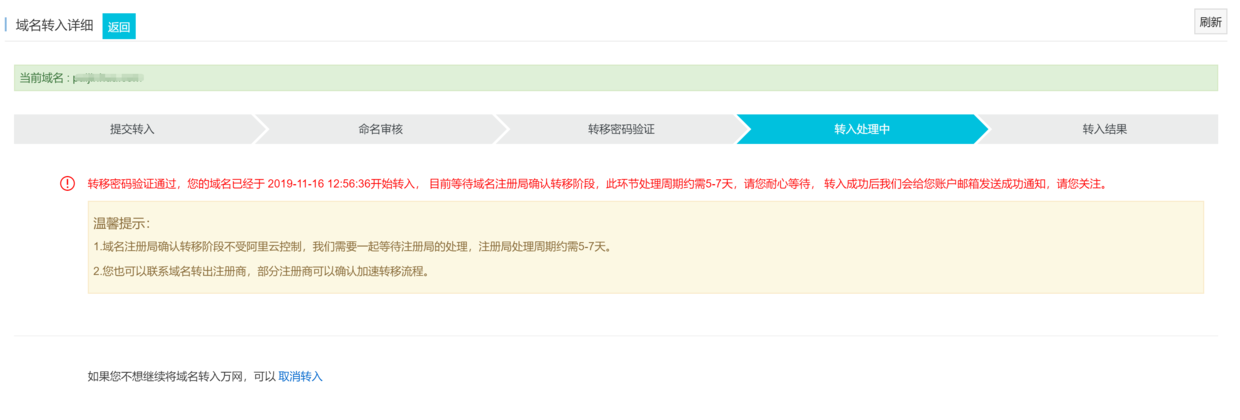 域名转入详细 返回
刷新
当前域名 :
提交转入 命名审核 转移密码验证 转入处理中 转入结果
转移密码验证通过，您的域名已经于 2019-11-16 12:56:36开始转入， 目前等待域名注册局确认转移阶段，此环节处理周期约需5-7天，请您耐心等待， 转入成功后我们会给您账户邮箱发送成功通知，请您关注。
温馨提示：
1.域名注册局确认转移阶段不受阿里云控制，我们需要一起等待注册局的处理，注册局处理周期约需5-7天。
2.您也可以联系域名转出注册商，部分注册商可以确认加速转移流程。
如果您不想继续将域名转入万网，可以 取消转入